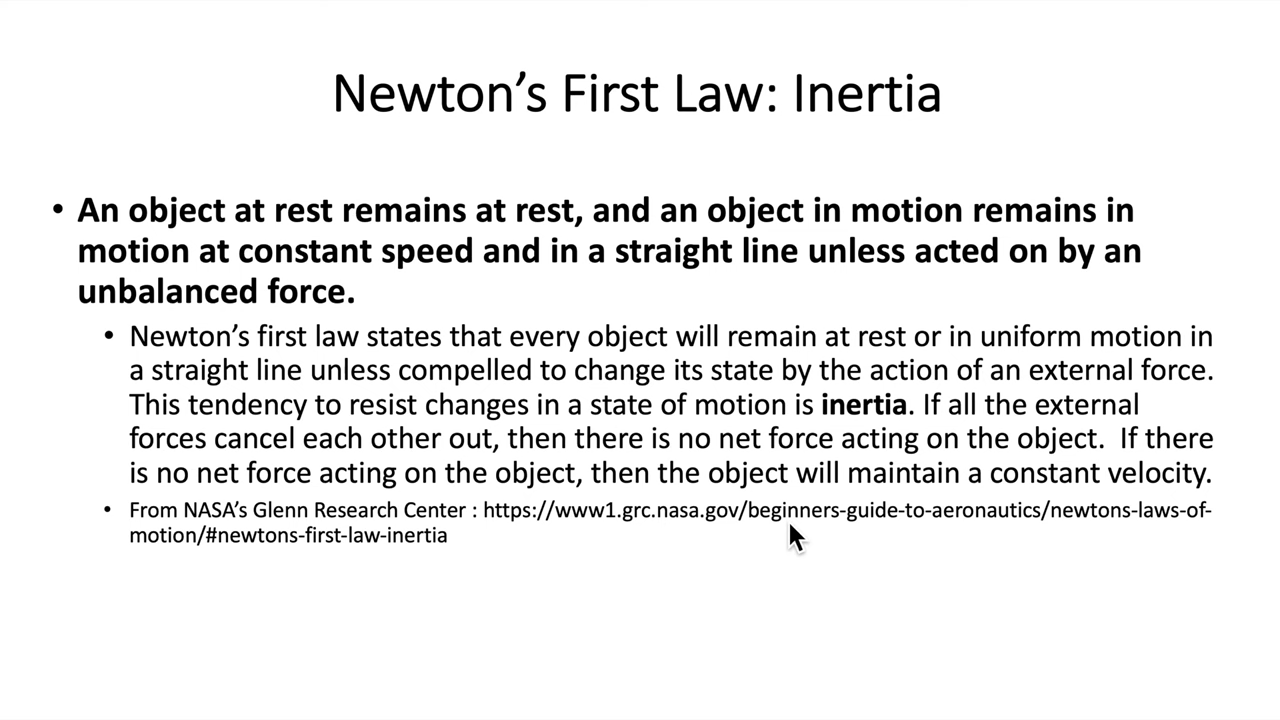 Newton’s First Law: Inertia
• An object at rest remains at rest, and an object in motion remains in
motion at constant speed and in a straight line unless acted on by an
unbalanced force.
• Newton’s first law states that every object will remain at rest or in uniform motion in
a straight line unless compelled to change its state by the action of an external force.
This tendency to resist changes in a state of motion is inertia. If all the external
forces cancel each other out, then there is no net force acting on the object.  If there
is no net force acting on the object, then the object will maintain a constant velocity.
• From NASA’s Glenn Research Center : https://www1.grc.nasa.gov/beginners-guide-to-aeronautics/newtons-laws-of-
motion/#newtons-first-law-inertia